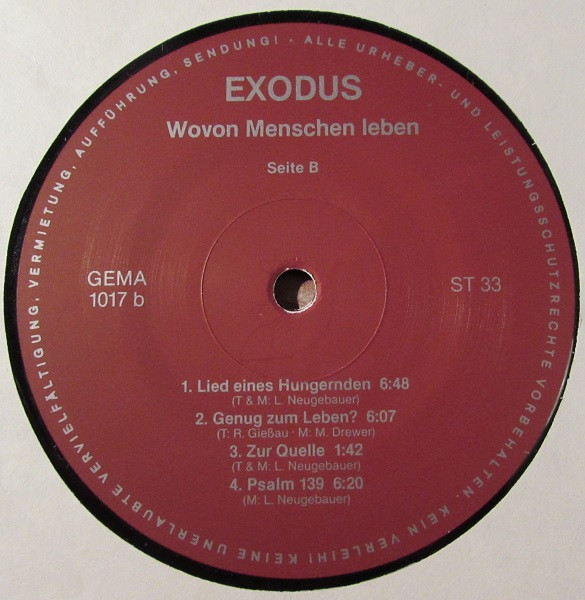 EXODUS
Wovon Menschen leben
Seite B
GEMA
1017 b
ST 33
1. Lied eines Hungernden 6:48
(T & M: L. Neugebauer)
2. Genug zum Leben? 6:07
(T: R. Gießau · M: M. Drewer)
3. Zur Quelle 1:42
(T & M: L. Neugebauer)
4. Psalm 139 6:20
(M: L. Neugebauer)
ALLE URHEBER- UND LEISTUNGSSCHUTZRECHTE VORBEHALTEN. KEIN VERLEIH! KEINE UNERLAUBTE VERVIELFÄLTIGUNG, VERMIETUNG, AUFFÜHRUNG, SENDUNG! -